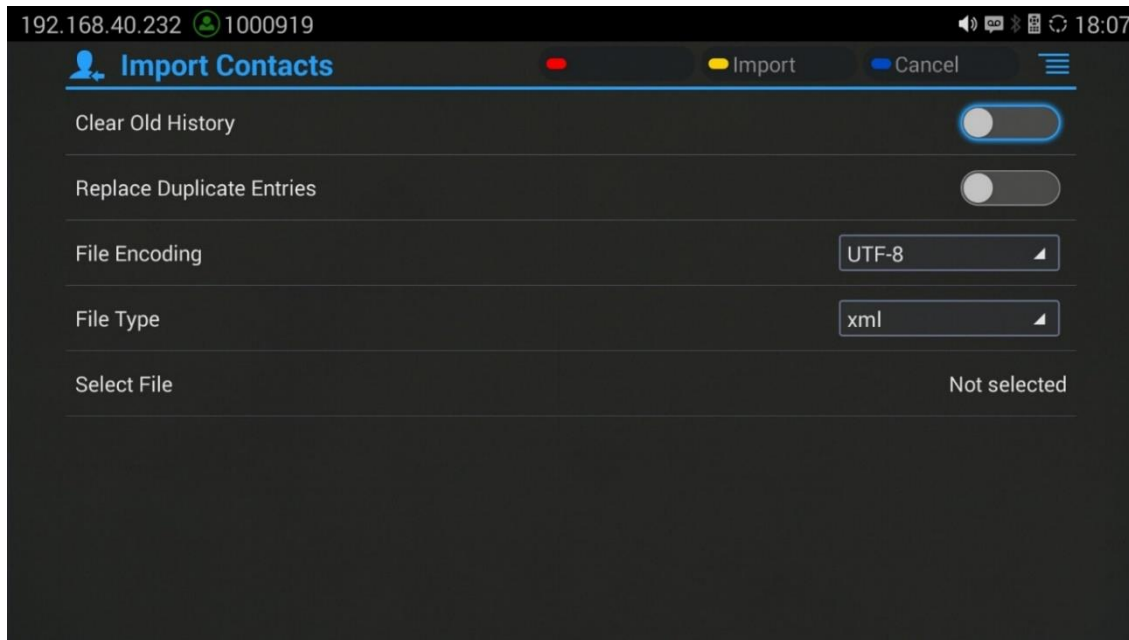 192.168.40.232 1000919 18:07
Import Contacts Import Cancel
Clear Old History
Replace Duplicate Entries
File Encoding UTF-8
File Type xml
Select File Not selected